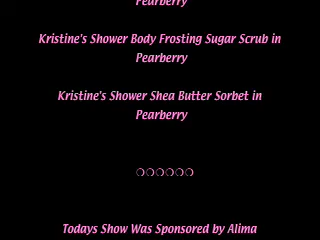 Pearberry
Kristine's Shower Body Frosting Sugar Scrub in
Pearberry
Kristine's Shower Shea Butter Sorbet in
Pearberry
❍❍❍❍❍❍
Todays Show Was Sponsored by Alima